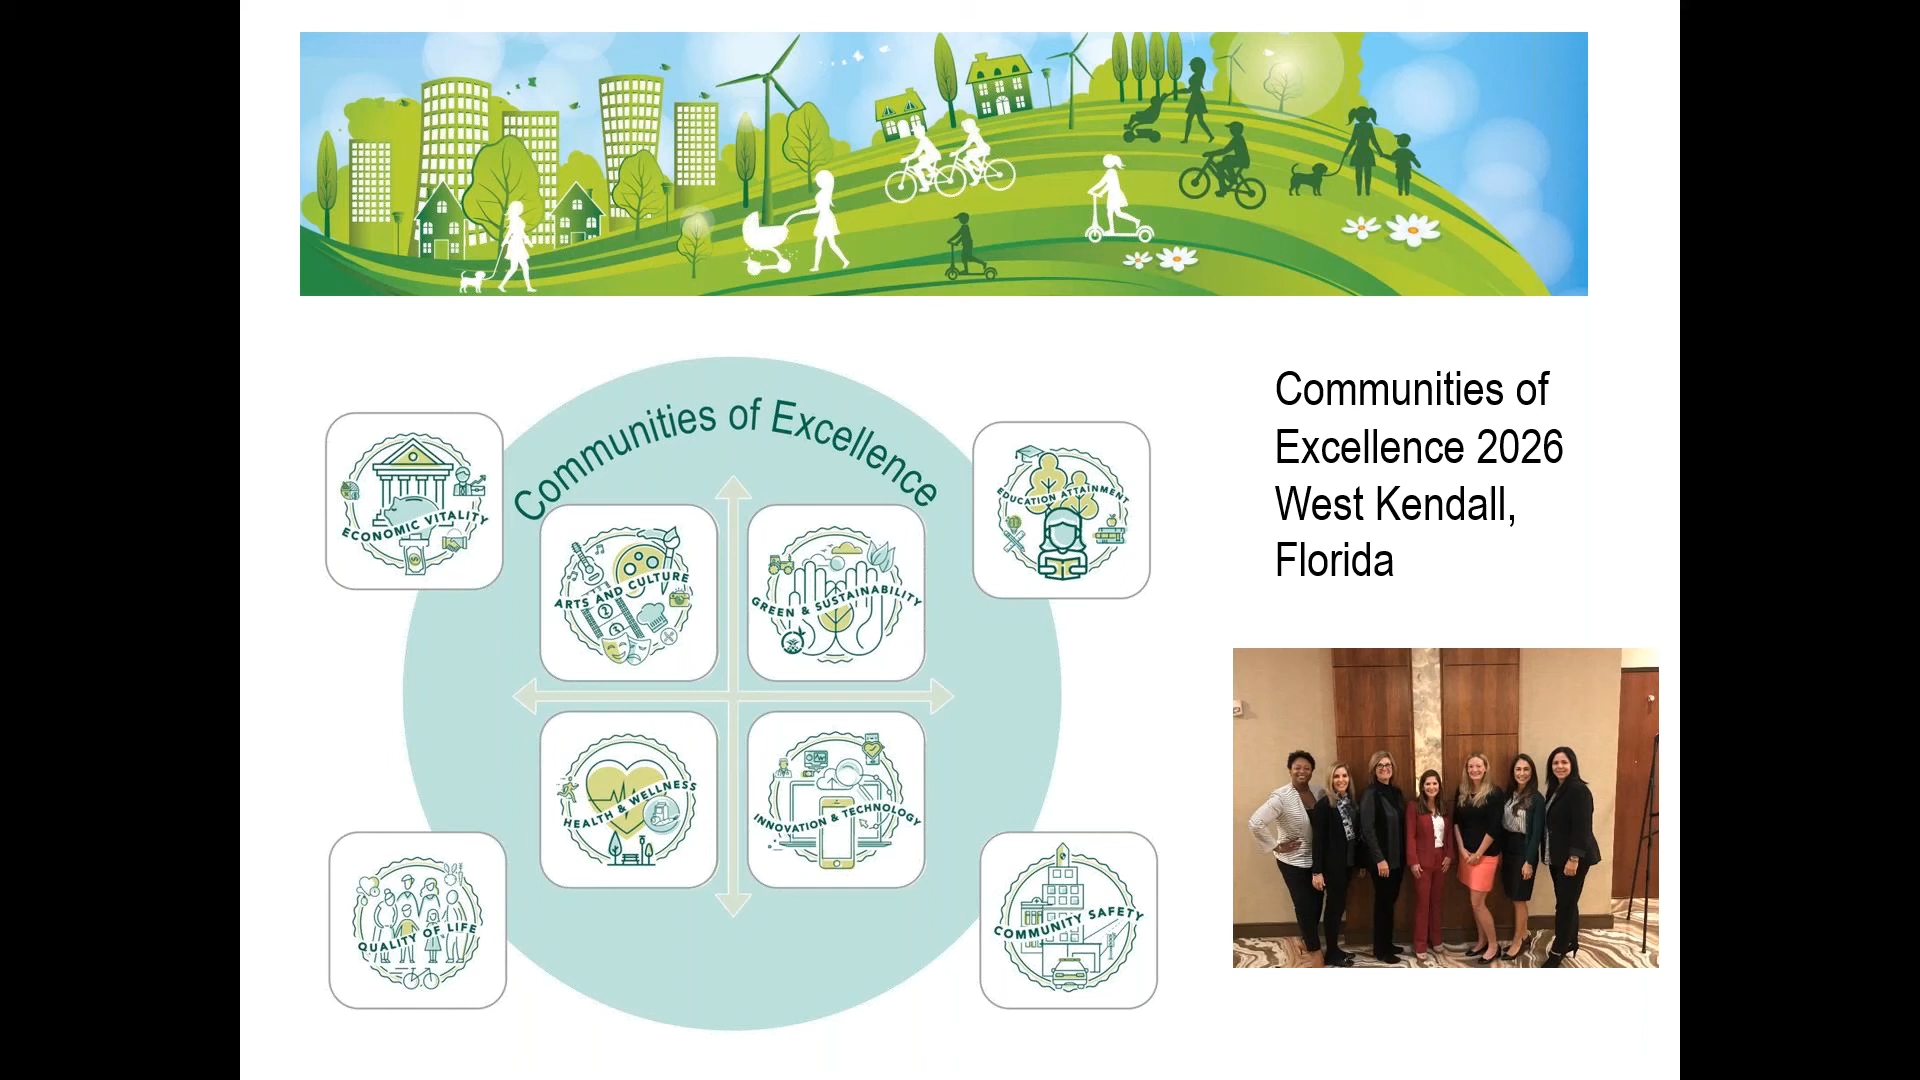 Communities of Excellence
ECONOMIC VITALITY
EDUCATION ATTAINMENT
ARTS AND CULTURE
GREEN & SUSTAINABILITY
HEALTH & WELLNESS
INNOVATION & TECHNOLOGY
QUALITY OF LIFE
COMMUNITY SAFETY
Communities of
Excellence 2026
West Kendall,
Florida